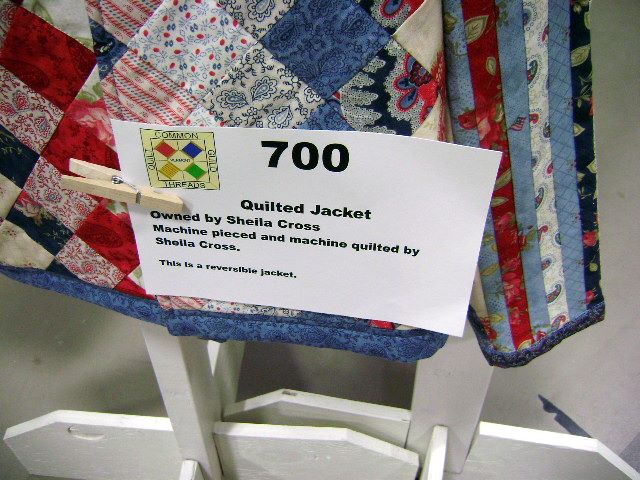 COMMON
THREADS
QUILT
GUILD
VERMONT
700
Quilted Jacket
Owned by Sheila Cross
Machine pieced and machine quilted by
Sheila Cross.
This is a reversible jacket.